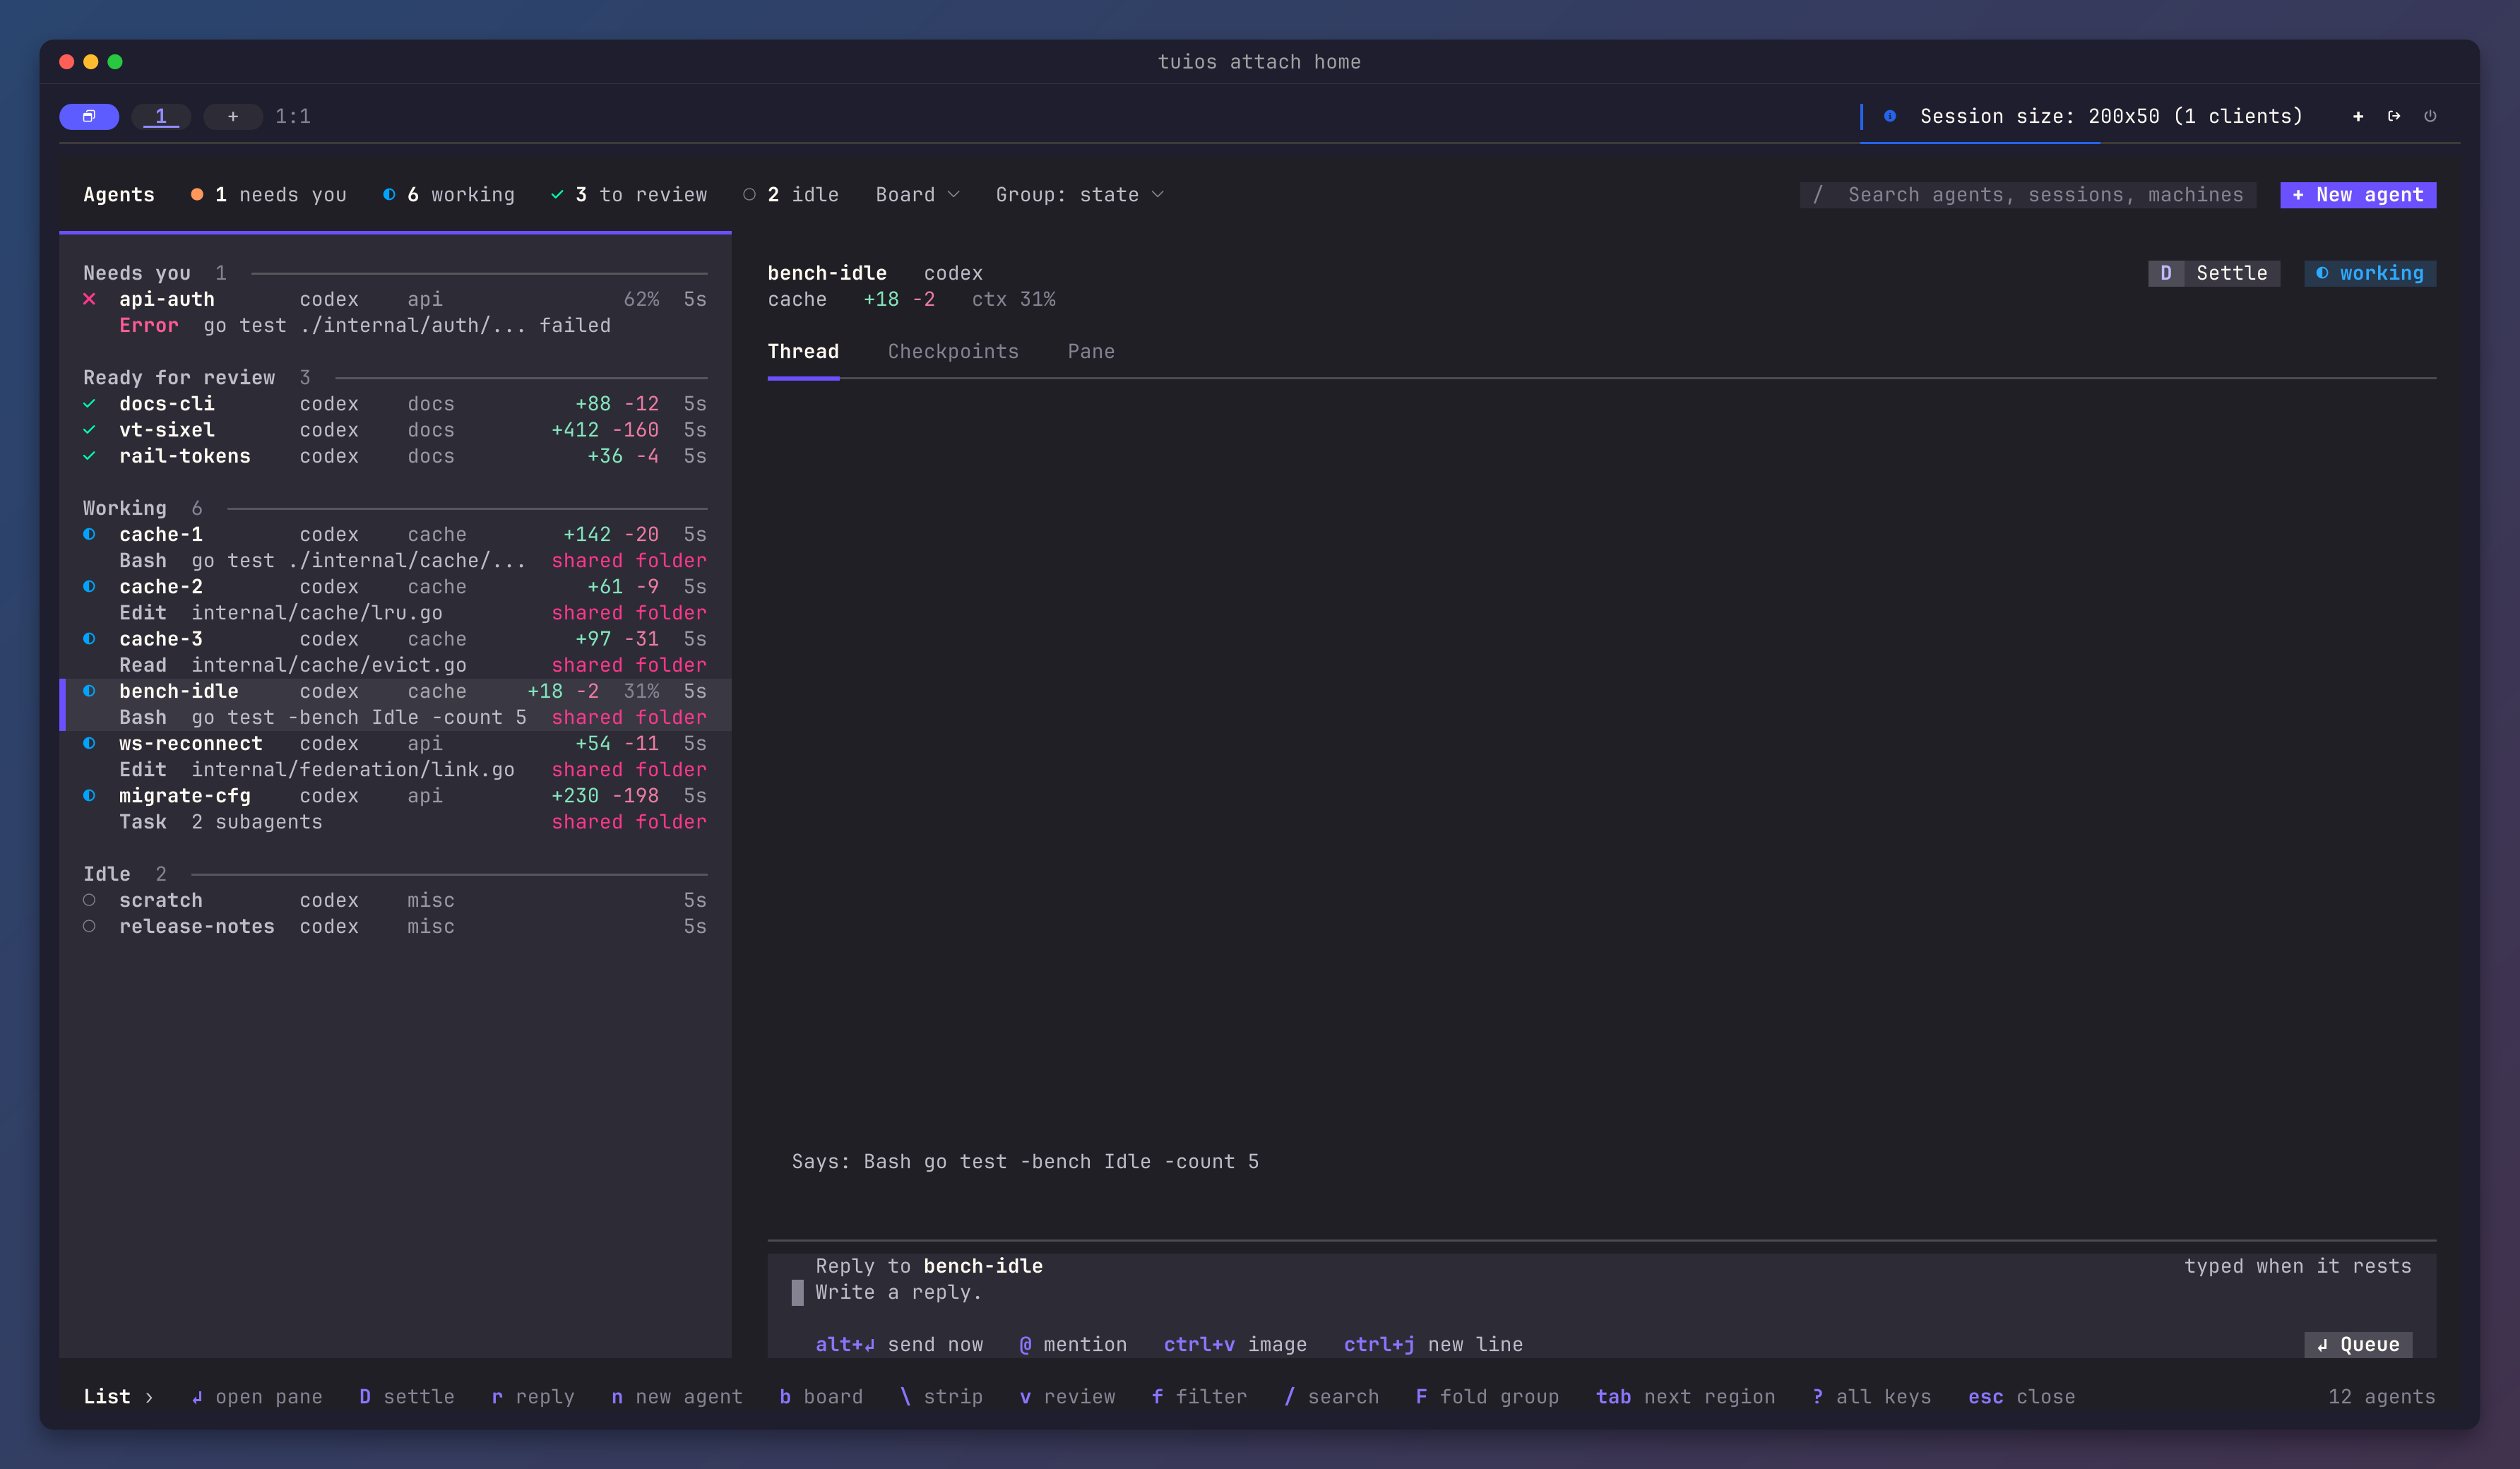 tuios attach home
1 + 1:1 Session size: 200x50 (1 clients) +
Agents 1 needs you 6 working ✓ 3 to review 2 idle Board Group: state / Search agents, sessions, machines + New agent
Needs you 1
✕ api-auth codex api 62% 5s
Error go test ./internal/auth/... failed
Ready for review 3
✓ docs-cli codex docs +88 -12 5s
✓ vt-sixel codex docs +412 -160 5s
✓ rail-tokens codex docs +36 -4 5s
Working 6
cache-1 codex cache +142 -20 5s
Bash go test ./internal/cache/... shared folder
cache-2 codex cache +61 -9 5s
Edit internal/cache/lru.go shared folder
cache-3 codex cache +97 -31 5s
Read internal/cache/evict.go shared folder
bench-idle codex cache +18 -2 31% 5s
Bash go test -bench Idle -count 5 shared folder
ws-reconnect codex api +54 -11 5s
Edit internal/federation/link.go shared folder
migrate-cfg codex api +230 -198 5s
Task 2 subagents shared folder
Idle 2
scratch codex misc 5s
release-notes codex misc 5s
bench-idle codex D Settle working
cache +18 -2 ctx 31%
Thread Checkpoints Pane
Says: Bash go test -bench Idle -count 5
Reply to bench-idle typed when it rests
Write a reply.
alt+↲ send now @ mention ctrl+v image ctrl+j new line ↲ Queue
List › ↲ open pane D settle r reply n new agent b board \ strip v review f filter / search F fold group tab next region ? all keys esc close 12 agents